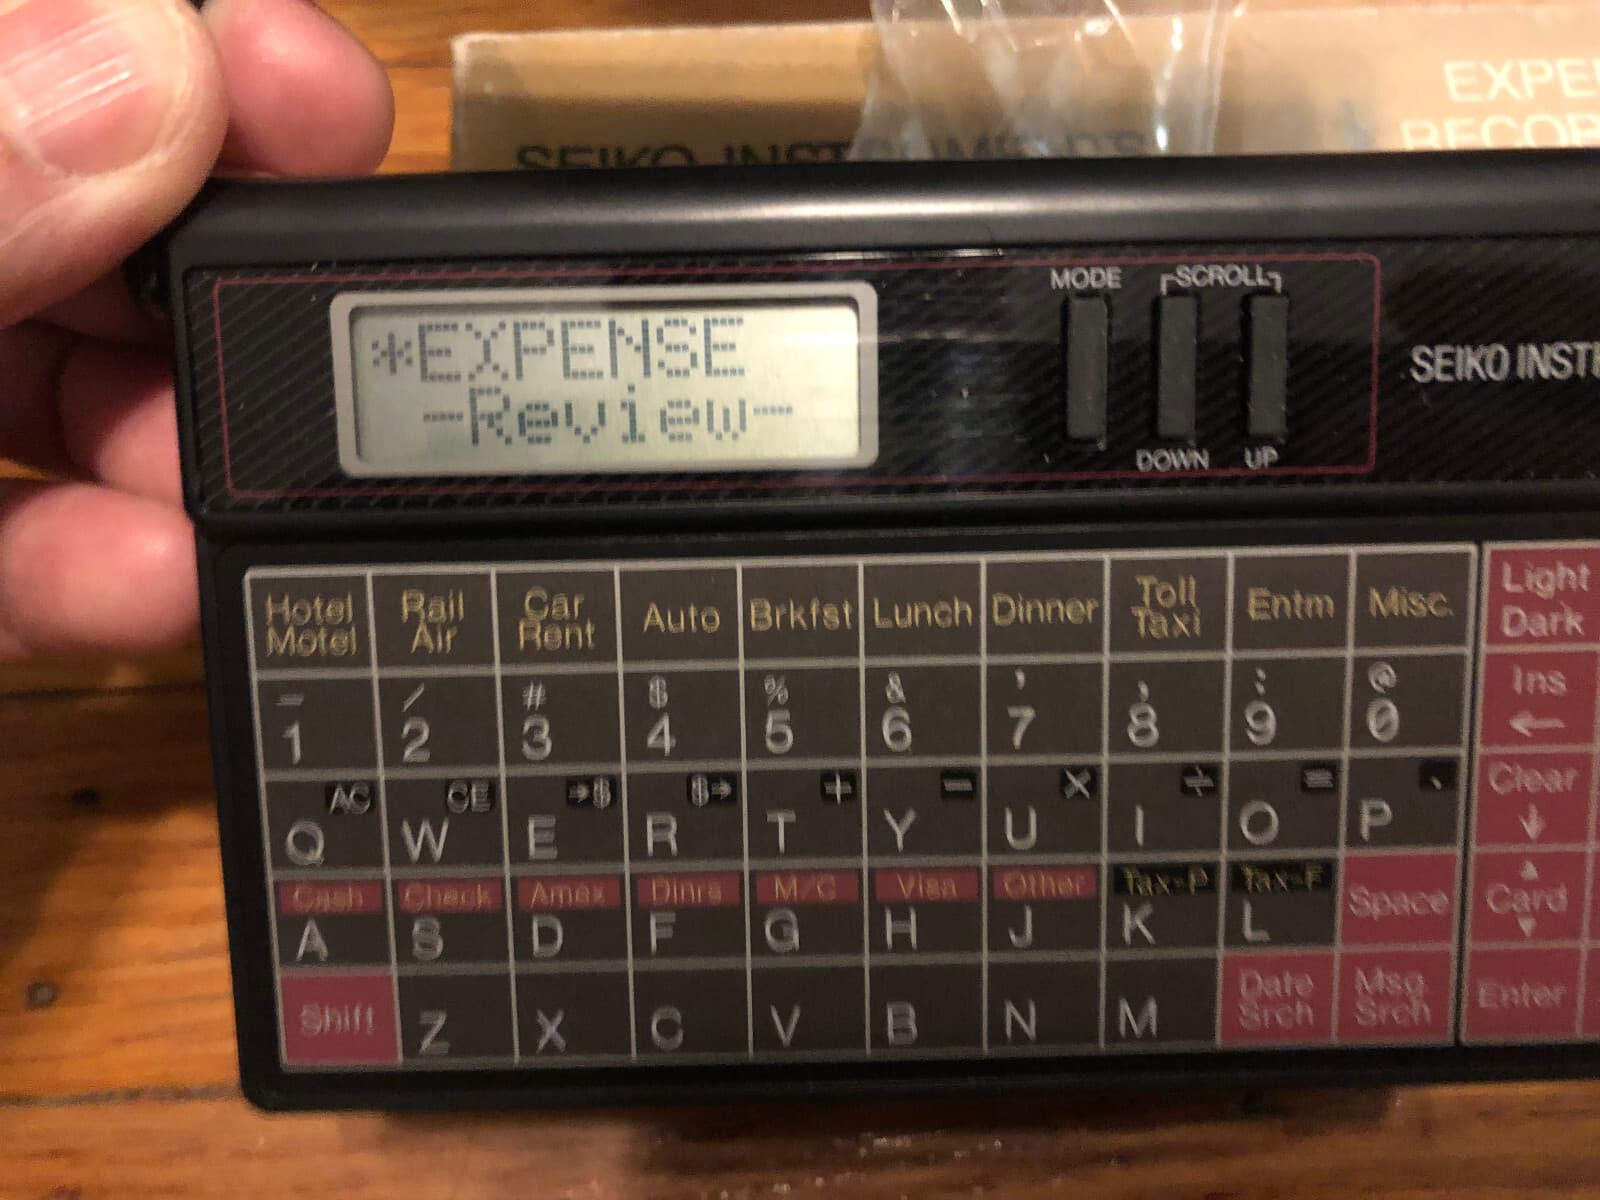 SEIKO INSTRUMENTS
EXPE
RECOR
MODE
SCROLL
*EXPENSE
-Review-
SEIKO INST
DOWN UP
Hotel Motel Rail Air Car Rent Auto Brkfst Lunch Dinner Toll Taxi Entm Misc. Light Dark
- / # $ % & ' , : @ Ins
1 2 3 4 5 6 7 8 9 0 ←
AC CE →$ $→ + - × ÷ = . Clear
Q W E R T Y U I O P ↓
Cash Check Amex Dinrs M/C Visa Other Tax-P Tax-F Space ▲ Card ▼
A S D F G H J K L
Shift Z X C V B N M Date Srch Msg Srch Enter